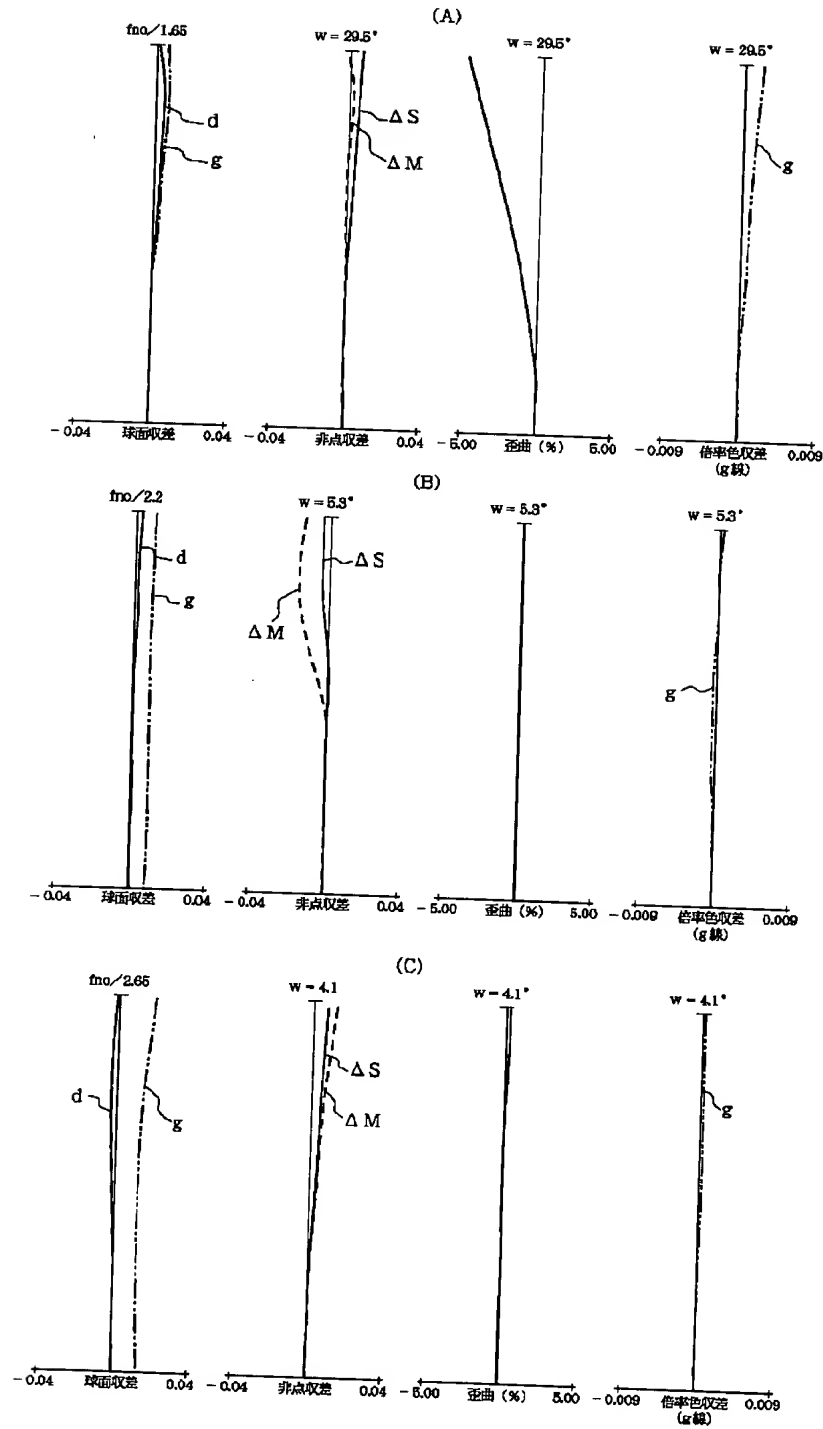 (A)
fno/1.65
w = 29.5°
w = 29.5°
w = 29.5°
d
g
ΔS
ΔM
g
-0.04 球面収差 0.04
-0.04 非点収差 0.04
-5.00 歪曲 (%) 5.00
-0.009 倍率色収差 0.009
(g線)
(B)
fno/2.2
w = 5.3°
w = 5.3°
w = 5.3°
d
g
ΔS
ΔM
g
-0.04 球面収差 0.04
-0.04 非点収差 0.04
-5.00 歪曲 (%) 5.00
-0.009 倍率色収差 0.009
(g線)
(C)
fno/2.65
w = 4.1
w = 4.1°
w = 4.1°
d
g
ΔS
ΔM
g
-0.04 球面収差 0.04
-0.04 非点収差 0.04
-5.00 歪曲 (%) 5.00
-0.009 倍率色収差 0.009
(g線)